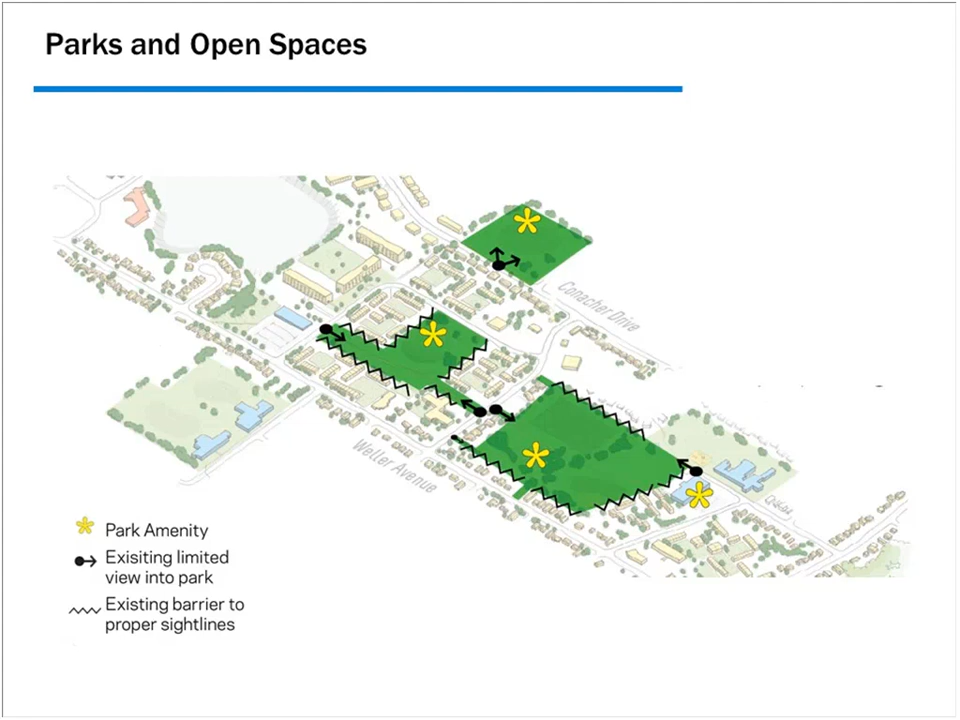 Parks and Open Spaces
Conacher Drive
Weller Avenue
Park Amenity
Exisiting limited
view into park
Existing barrier to
proper sightlines